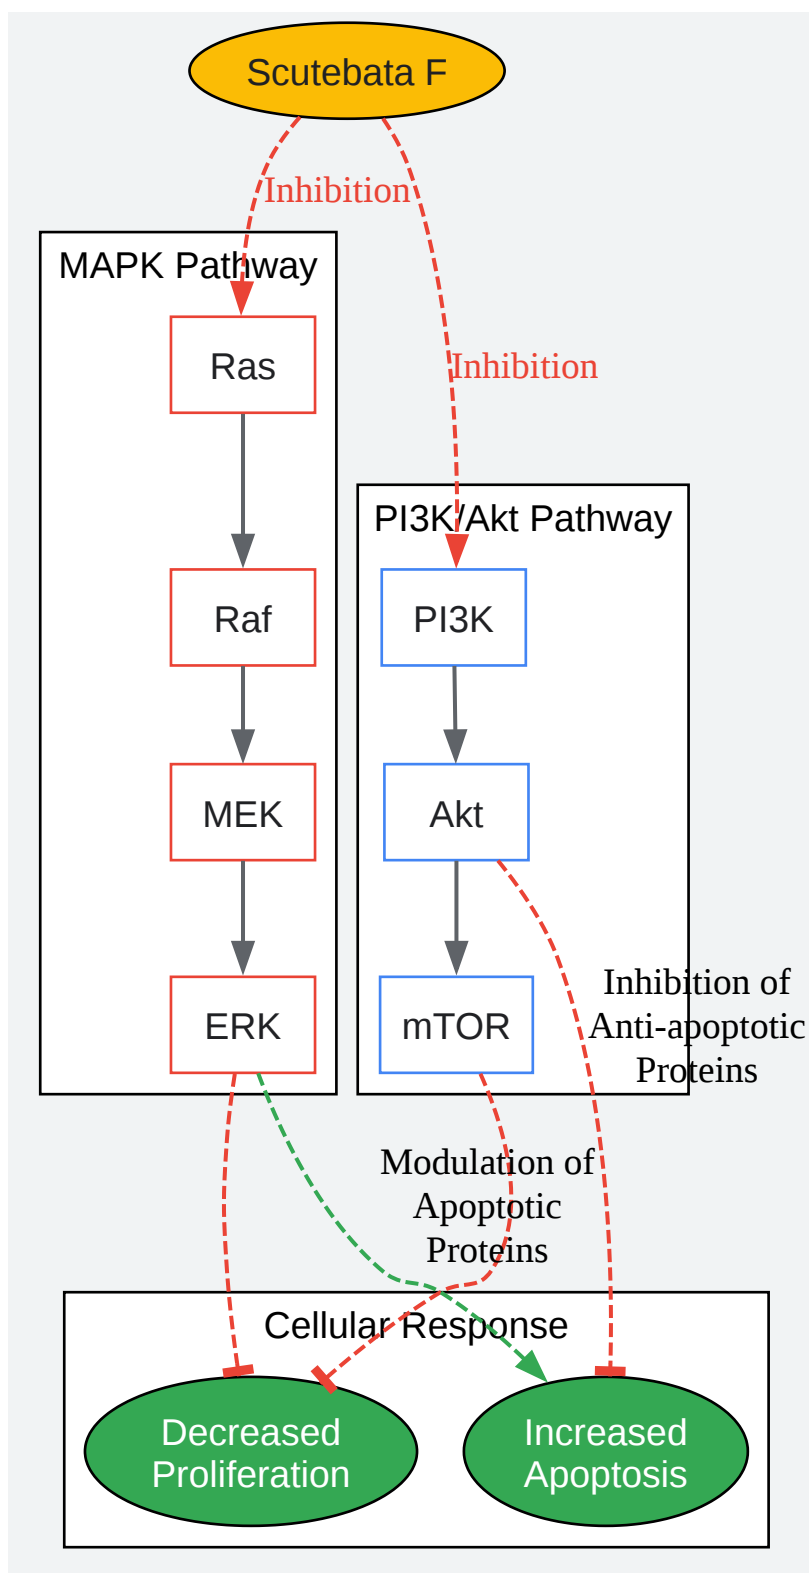 Scutebata F
Inhibition
MAPK Pathway
Ras
Inhibition
PI3K/Akt Pathway
Raf
PI3K
MEK
Akt
Inhibition of
Anti-apoptotic
Proteins
ERK
mTOR
Modulation of
Apoptotic
Proteins
Cellular Response
Decreased
Proliferation
Increased
Apoptosis